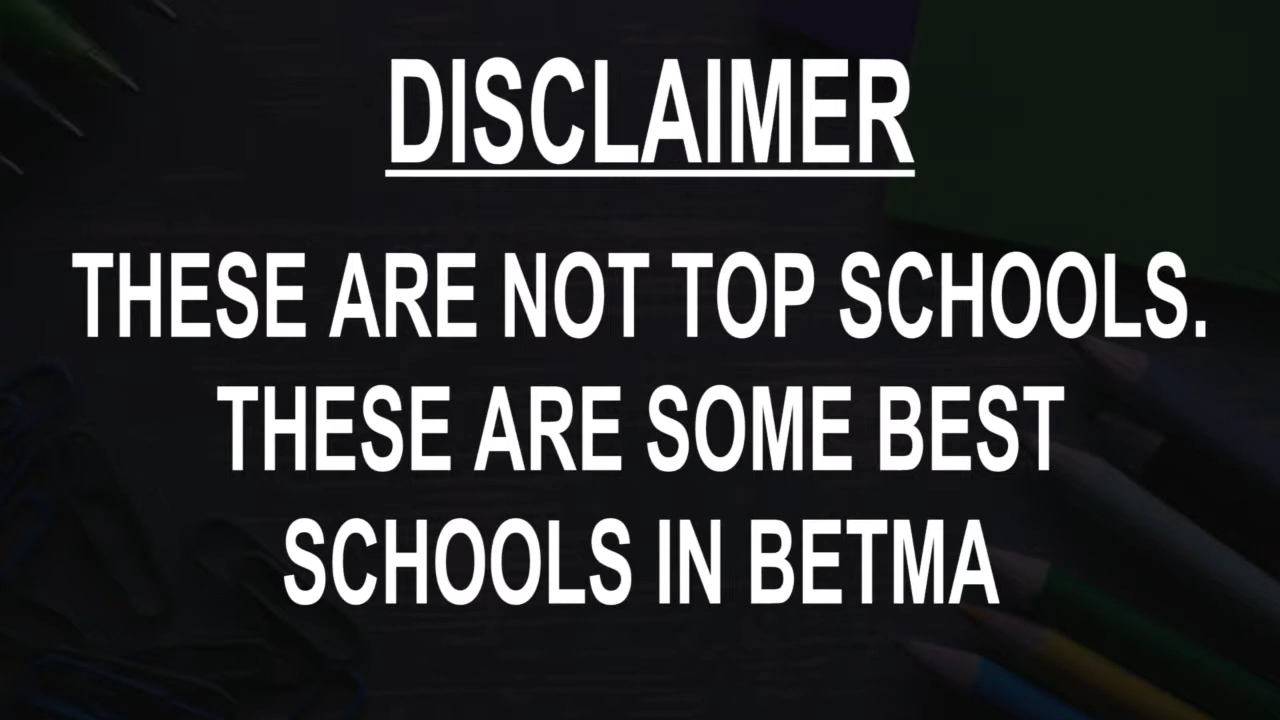 DISCLAIMER
THESE ARE NOT TOP SCHOOLS.
THESE ARE SOME BEST
SCHOOLS IN BETMA